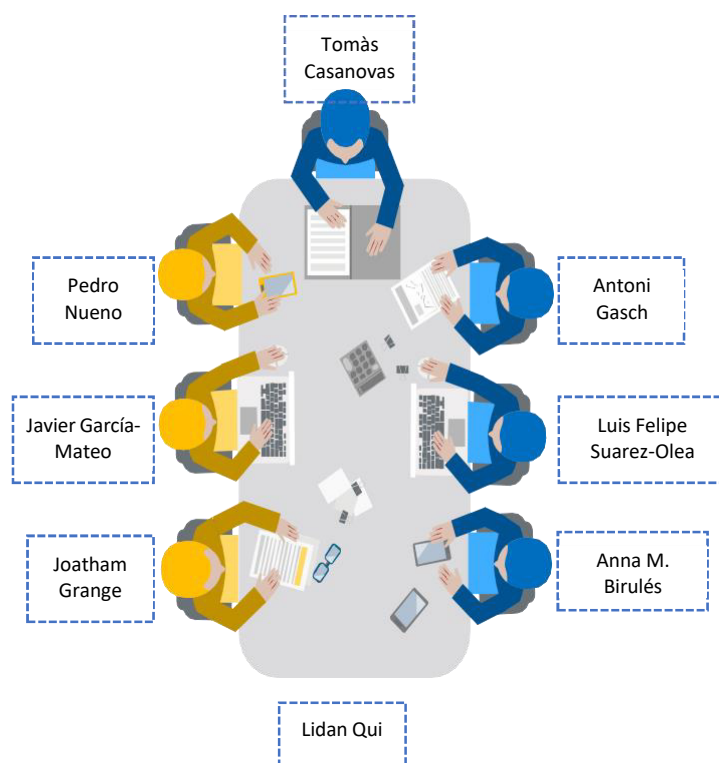 Tomàs
Casanovas
Pedro
Nueno
Antoni
Gasch
Javier García-
Mateo
Luis Felipe
Suarez-Olea
Joatham
Grange
Anna M.
Birulés
Lidan Qui